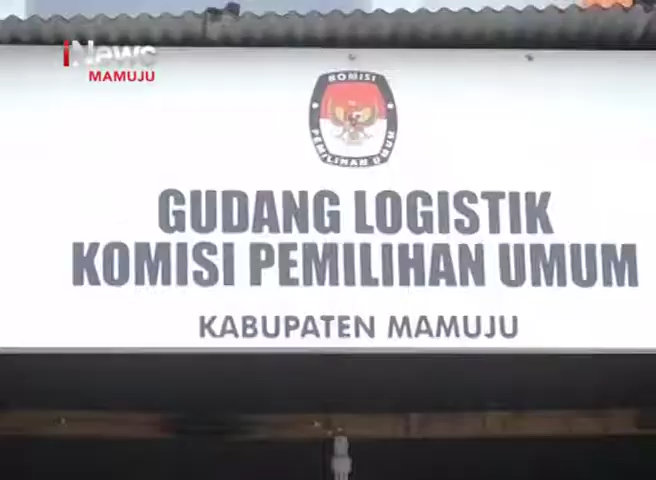 iNews
MAMUJU
KOMISI
PEMILIHAN UMUM
GUDANG LOGISTIK
KOMISI PEMILIHAN UMUM
KABUPATEN MAMUJU